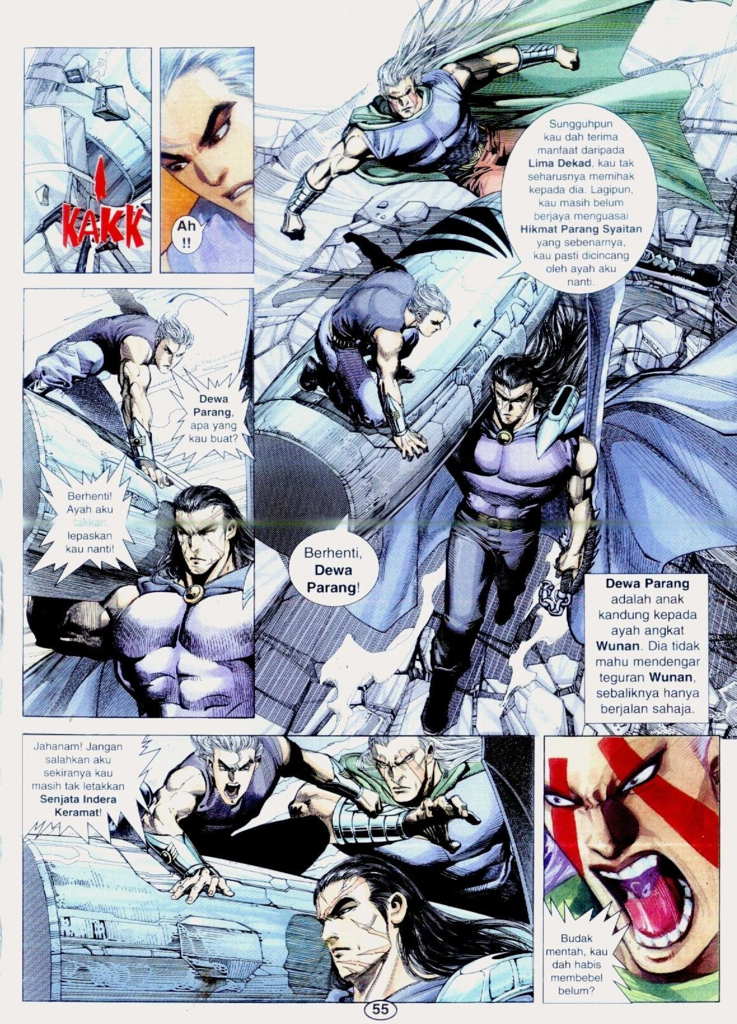 KAKK
Ah
!!
Sungguhpun
kau dah terima
manfaat daripada
Lima Dekad, kau tak
seharusnya memihak
kepada dia. Lagipun,
kau masih belum
berjaya menguasai
Hikmat Parang Syaitan
yang sebenarnya,
kau pasti dicincang
oleh ayah aku
nanti.
Dewa
Parang,
apa yang
kau buat?
Berhenti!
Ayah aku
takkan
lepaskan
kau nanti!
Berhenti,
Dewa
Parang!
Dewa Parang
adalah anak
kandung kepada
ayah angkat
Wunan. Dia tidak
mahu mendengar
teguran Wunan,
sebaliknya hanya
berjalan sahaja.
Jahanam! Jangan
salahkan aku
sekiranya kau
masih tak letakkan
Senjata Indera
Keramat!
Budak
mentah, kau
dah habis
membebel
belum?
55